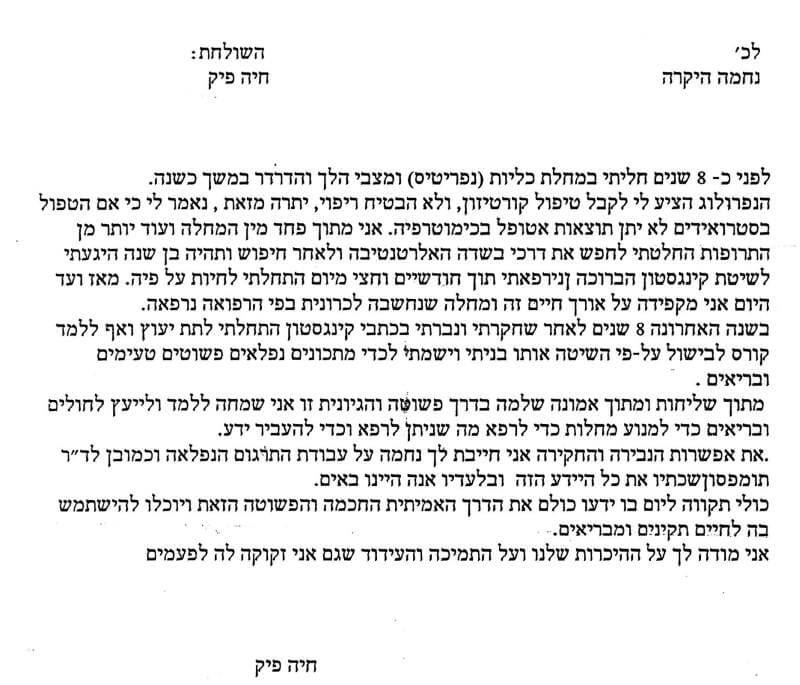 לכ׳ השולחת:
נחמה היקרה חיה פיק
לפני כ- 8 שנים חליתי במחלת כליות (נפריטיס) ומצבי הלך והדרדר במשך כשנה.
הנפרולוג הציע לי לקבל טיפול קורטיזון, ולא הבטיח ריפוי, יתרה מזאת , נאמר לי כי אם הטפול
בסטרואידים לא יתן תוצאות אטופל בכימוטרפיה. אני מתוך פחד מין המחלה ועוד יותר מן
התרופות החלטתי לחפש את דרכי בשדה האלרטנטיבה ולאחר חיפוש ותהיה בן שנה היגעתי
לשיטת קינגסטון הברוכה ןנירפאתי תוך חודשיים וחצי מיום התחלתי לחיות על פיה. מאז ועד
היום אני מקפידה על אורך חיים זה ומחלה שנחשבה לכרונית בפי הרפואה נרפאה.
בשנה האחרונה 8 שנים לאחר שחקרתי ונברתי בכתבי קינגסטון התחלתי לתת יעוץ ואף ללמד
קורס לבישול על-פי השיטה אותו בניתי וישמתי לכדי מתכונים נפלאים פשוטים טעימים
ובריאים .
מתוך שליחות ומתוך אמונה שלמה בדרך פשוטה והגיונית זו אני שמחה ללמד ולייעץ לחולים
ובריאים כדי למנוע מחלות כדי לרפא מה שניתן לרפא וכדי להעביר ידע.
.את אפשרות הנבירה והחקירה אני חייבת לך נחמה על עבודת התרגום הנפלאה וכמובן לד״ר
תומפסוןשכתיו את כל היידע הזה ובלעדיו אנה היינו באים.
כולי תקווה ליום בו ידעו כולם את הדרך האמיתית החכמה והפשוטה הזאת ויוכלו להישתמש
בה לחיים תקינים ומבריאים.
אני מודה לך על ההיכרות שלנו ועל התמיכה והעידוד שגם אני זקוקה לה לפעמים
חיה פיק